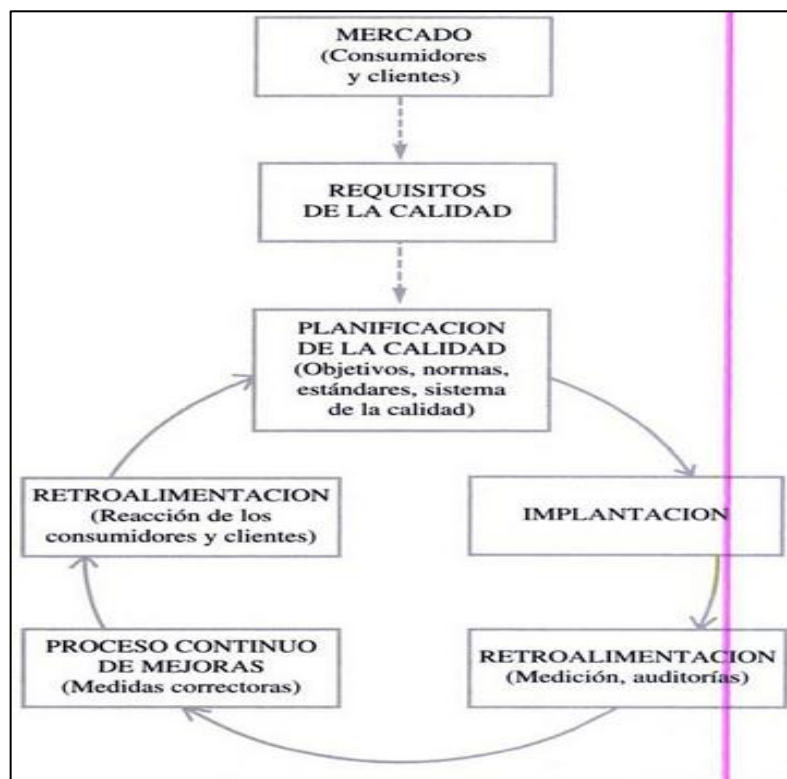 MERCADO
(Consumidores
y clientes)
REQUISITOS
DE LA CALIDAD
PLANIFICACION
DE LA CALIDAD
(Objetivos, normas,
estándares, sistema
de la calidad)
RETROALIMENTACION
(Reacción de los
consumidores y clientes)
IMPLANTACION
PROCESO CONTINUO
DE MEJORAS
(Medidas correctoras)
RETROALIMENTACION
(Medición, auditorías)